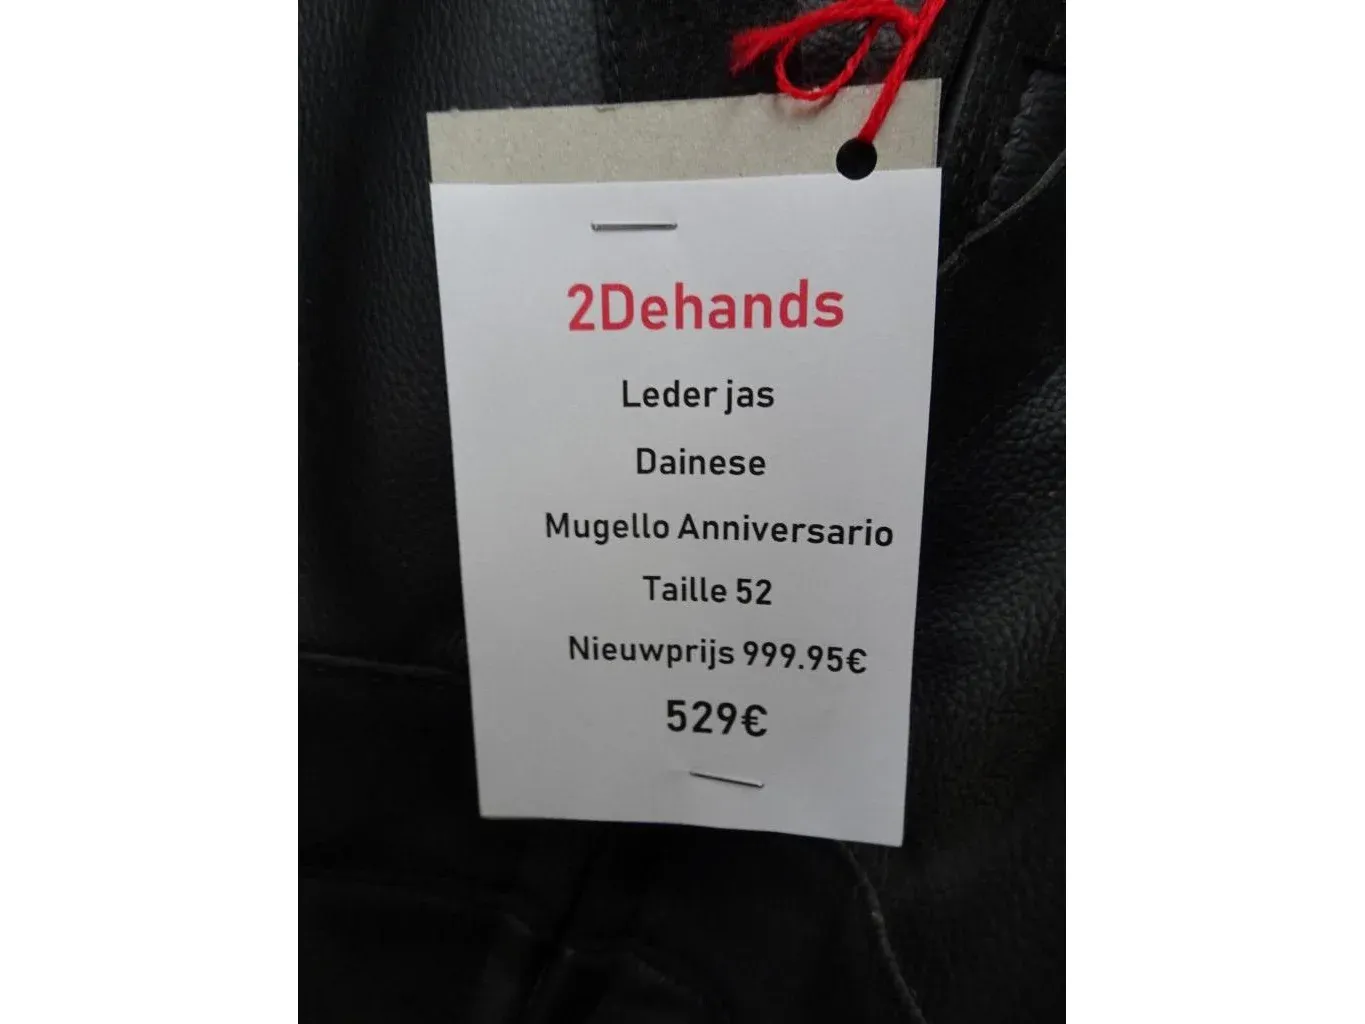 2Dehands
Leder jas
Dainese
Mugello Anniversario
Taille 52
Nieuwprijs 999.95€
529€